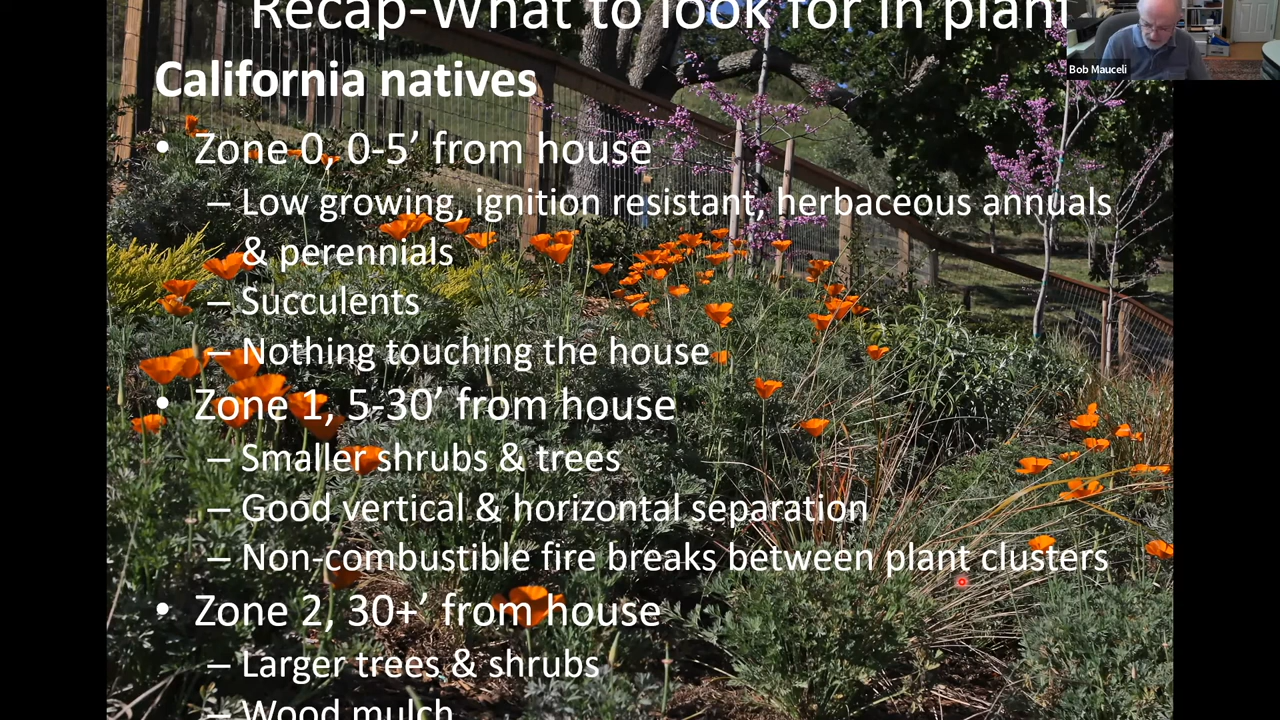 Recap-What to look for in plant
Bob Mauceli
California natives
• Zone 0, 0-5’ from house
– Low growing, ignition resistant, herbaceous annuals
& perennials
– Succulents
– Nothing touching the house
• Zone 1, 5-30’ from house
– Smaller shrubs & trees
– Good vertical & horizontal separation
– Non-combustible fire breaks between plant clusters
• Zone 2, 30+’ from house
– Larger trees & shrubs
– Wood mulch